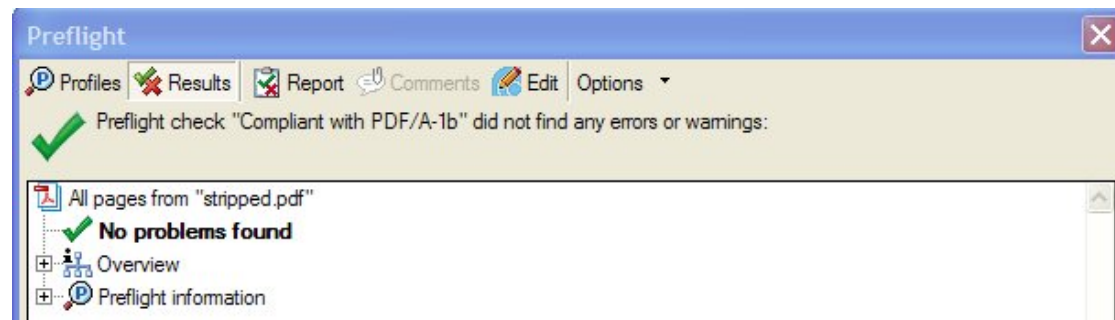 Preflight
Profiles Results Report Comments Edit Options
Preflight check "Compliant with PDF/A-1b" did not find any errors or warnings:
All pages from "stripped.pdf"
No problems found
Overview
Preflight information